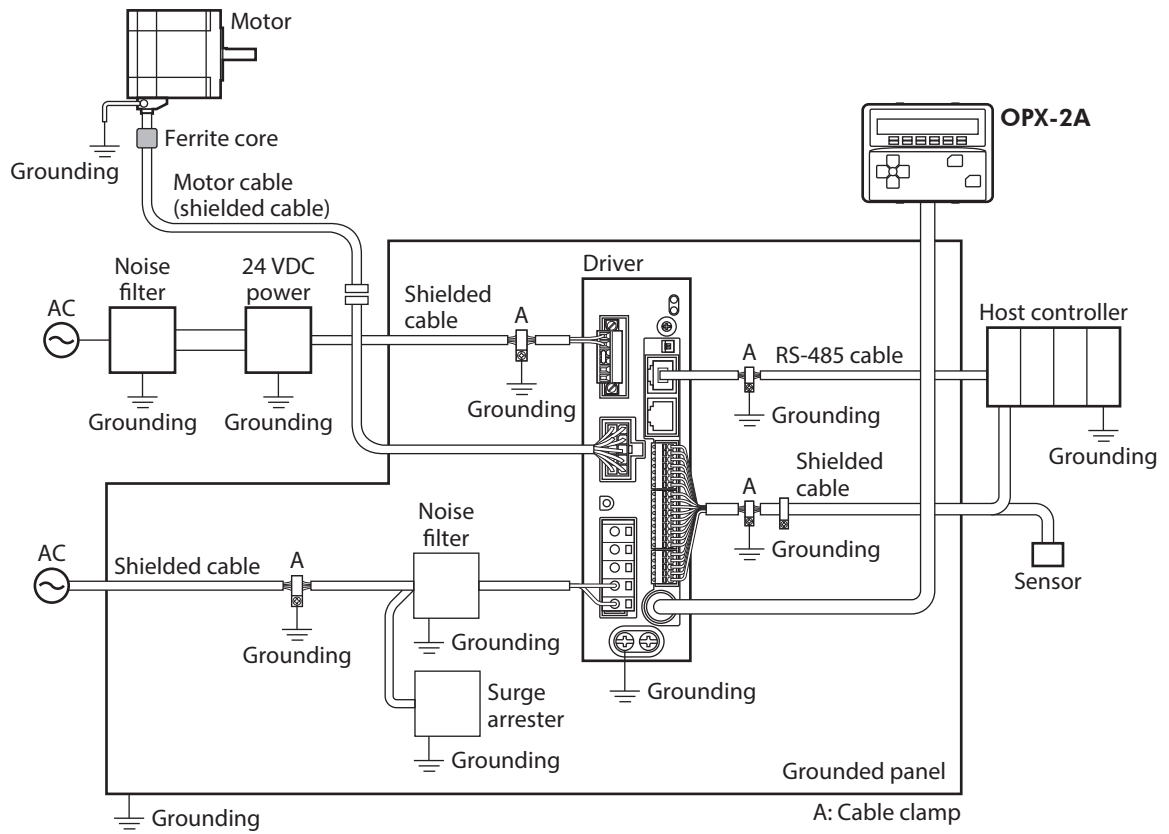 Motor
OPX-2A
Ferrite core
Grounding
Motor cable
(shielded cable)
Noise
filter
24 VDC
power
Driver
AC
Shielded
cable
A
Host controller
A
RS-485 cable
Grounding
Grounding
Grounding
Grounding
Grounding
Shielded
cable
A
Noise
filter
AC
Shielded cable
A
Grounding
Sensor
Grounding
Grounding
Grounding
Surge
arrester
Grounding
Grounded panel
Grounding
A: Cable clamp